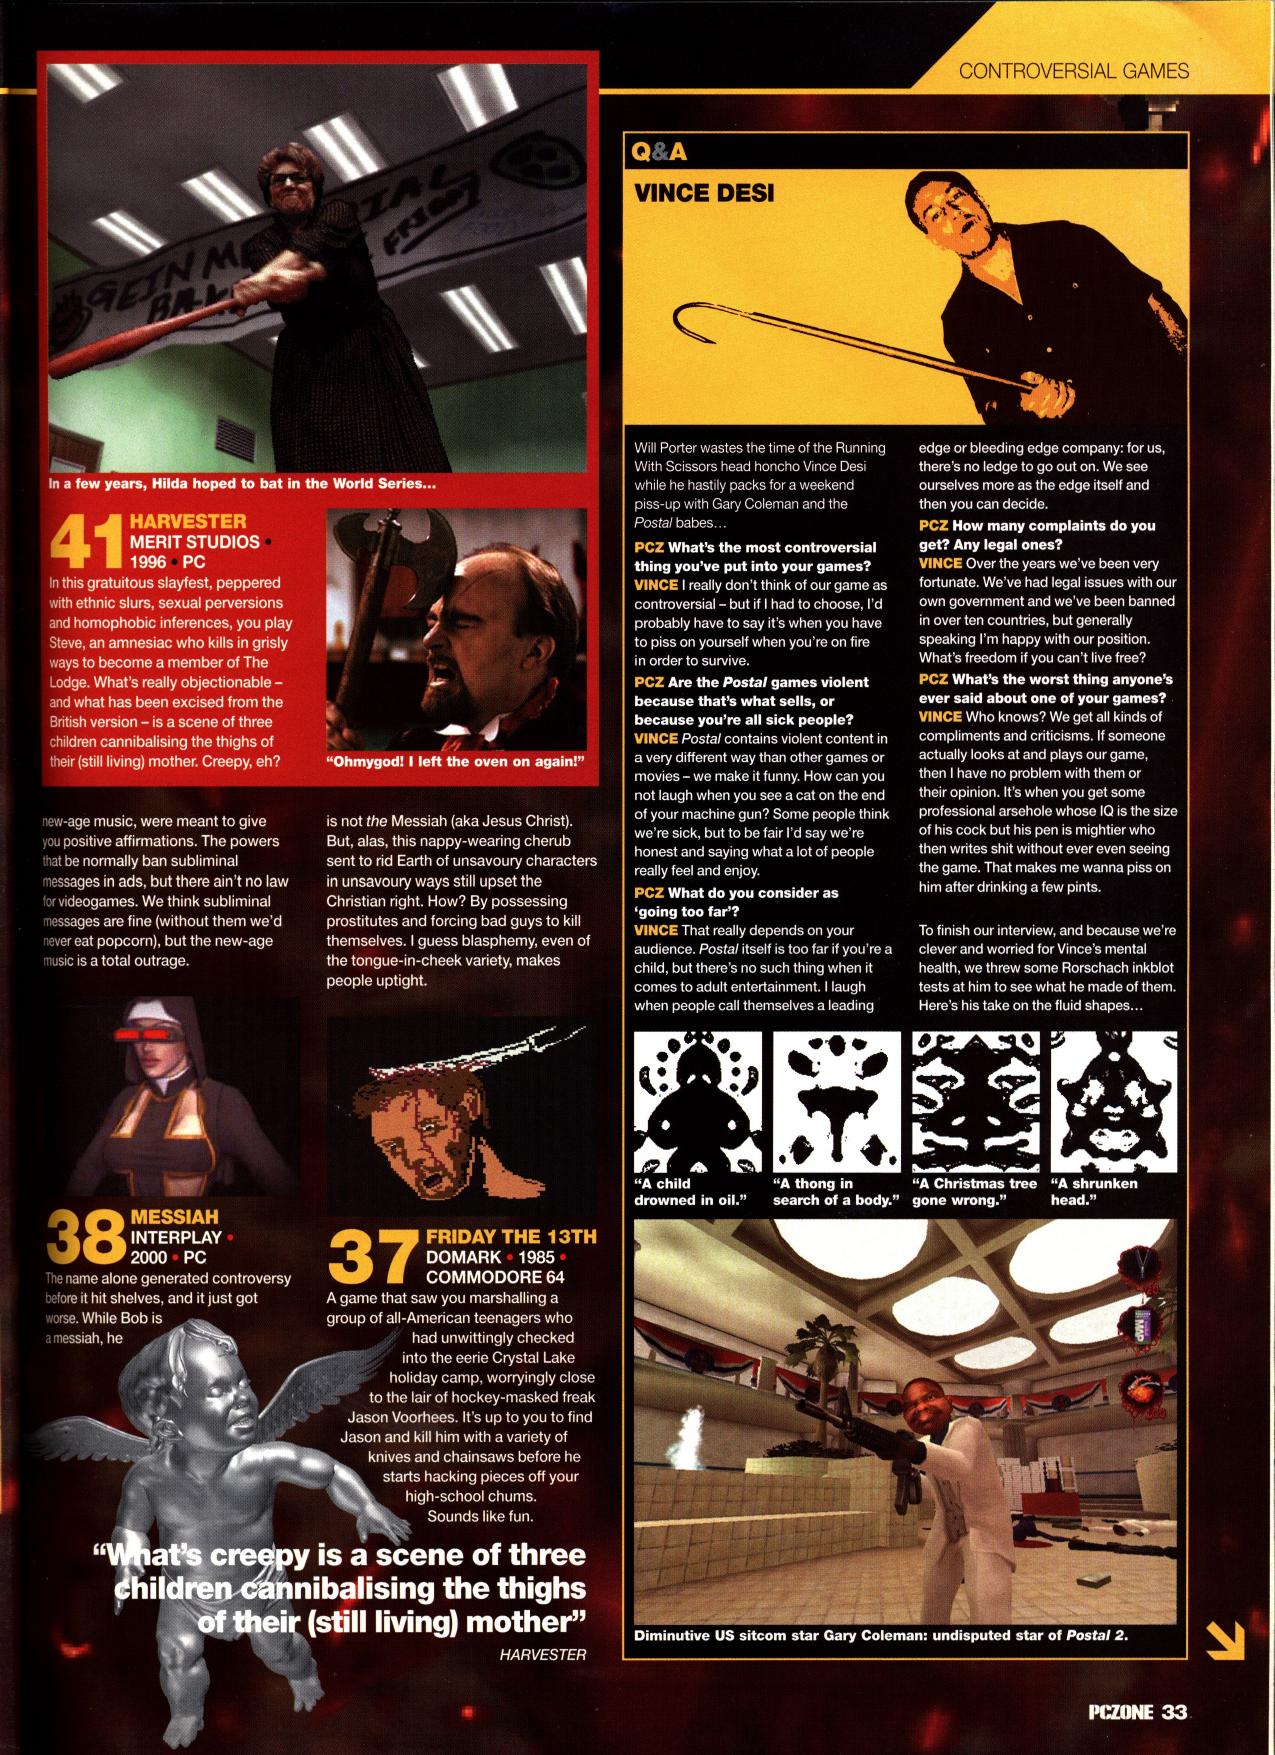 CONTROVERSIAL GAMES
GEIN ME
IAL
FRIDAY
In a few years, Hilda hoped to bat in the World Series...
41 HARVESTER
MERIT STUDIOS •
1996 • PC
In this gratuitous slayfest, peppered
with ethnic slurs, sexual perversions
and homophobic inferences, you play
Steve, an amnesiac who kills in grisly
ways to become a member of The
Lodge. What's really objectionable –
and what has been excised from the
British version – is a scene of three
children cannibalising the thighs of
their (still living) mother. Creepy, eh?
“Ohmygod! I left the oven on again!”
new-age music, were meant to give
you positive affirmations. The powers
that be normally ban subliminal
messages in ads, but there ain't no law
for videogames. We think subliminal
messages are fine (without them we'd
never eat popcorn), but the new-age
music is a total outrage.
38 MESSIAH
INTERPLAY •
2000 • PC
The name alone generated controversy
before it hit shelves, and it just got
worse. While Bob is
a messiah, he
is not the Messiah (aka Jesus Christ).
But, alas, this nappy-wearing cherub
sent to rid Earth of unsavoury characters
in unsavoury ways still upset the
Christian right. How? By possessing
prostitutes and forcing bad guys to kill
themselves. I guess blasphemy, even of
the tongue-in-cheek variety, makes
people uptight.
37 FRIDAY THE 13TH
DOMARK • 1985 •
COMMODORE 64
A game that saw you marshalling a
group of all-American teenagers who
had unwittingly checked
into the eerie Crystal Lake
holiday camp, worryingly close
to the lair of hockey-masked freak
Jason Voorhees. It's up to you to find
Jason and kill him with a variety of
knives and chainsaws before he
starts hacking pieces off your
high-school chums.
Sounds like fun.
“What's creepy is a scene of three
children cannibalising the thighs
of their (still living) mother”
HARVESTER
Q&A
VINCE DESI
Will Porter wastes the time of the Running
With Scissors head honcho Vince Desi
while he hastily packs for a weekend
piss-up with Gary Coleman and the
Postal babes...
PCZ What's the most controversial
thing you've put into your games?
VINCE I really don't think of our game as
controversial – but if I had to choose, I'd
probably have to say it's when you have
to piss on yourself when you're on fire
in order to survive.
PCZ Are the Postal games violent
because that's what sells, or
because you're all sick people?
VINCE Postal contains violent content in
a very different way than other games or
movies – we make it funny. How can you
not laugh when you see a cat on the end
of your machine gun? Some people think
we're sick, but to be fair I'd say we're
honest and saying what a lot of people
really feel and enjoy.
PCZ What do you consider as
‘going too far’?
VINCE That really depends on your
audience. Postal itself is too far if you're a
child, but there's no such thing when it
comes to adult entertainment. I laugh
when people call themselves a leading
edge or bleeding edge company: for us,
there's no ledge to go out on. We see
ourselves more as the edge itself and
then you can decide.
PCZ How many complaints do you
get? Any legal ones?
VINCE Over the years we've been very
fortunate. We've had legal issues with our
own government and we've been banned
in over ten countries, but generally
speaking I'm happy with our position.
What's freedom if you can't live free?
PCZ What's the worst thing anyone's
ever said about one of your games?
VINCE Who knows? We get all kinds of
compliments and criticisms. If someone
actually looks at and plays our game,
then I have no problem with them or
their opinion. It's when you get some
professional arsehole whose IQ is the size
of his cock but his pen is mightier who
then writes shit without ever even seeing
the game. That makes me wanna piss on
him after drinking a few pints.
To finish our interview, and because we're
clever and worried for Vince's mental
health, we threw some Rorschach inkblot
tests at him to see what he made of them.
Here's his take on the fluid shapes...
“A child
drowned in oil.”
“A thong in
search of a body.”
“A Christmas tree
gone wrong.”
“A shrunken
head.”
MAP
Diminutive US sitcom star Gary Coleman: undisputed star of Postal 2.
PCZONE 33